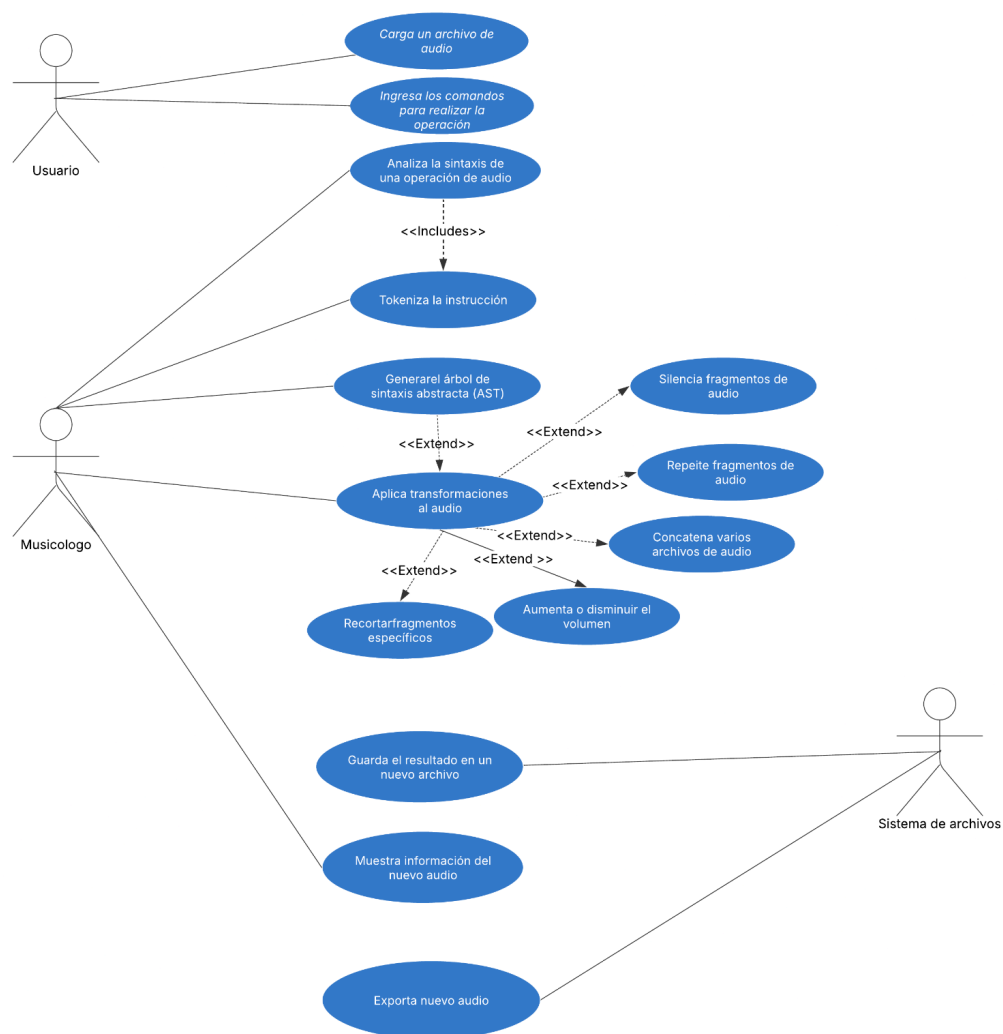 Carga un archivo de
audio
Ingresa los comandos
para realizar la
operación
Usuario
Analiza la sintaxis de
una operación de audio
<<Includes>>
Tokeniza la instrucción
Generarel árbol de
sintaxis abstracta (AST)
Silencia fragmentos de
audio
<<Extend>>
<<Extend>>
Repeite fragmentos de
audio
<<Extend>>
Aplica transformaciones
al audio
Musicologo
<<Extend>>
Concatena varios
archivos de audio
<<Extend >>
<<Extend>>
Aumenta o disminuir el
volumen
Recortarfragmentos
específicos
Guarda el resultado en un
nuevo archivo
Sistema de archivos
Muestra información del
nuevo audio
Exporta nuevo audio